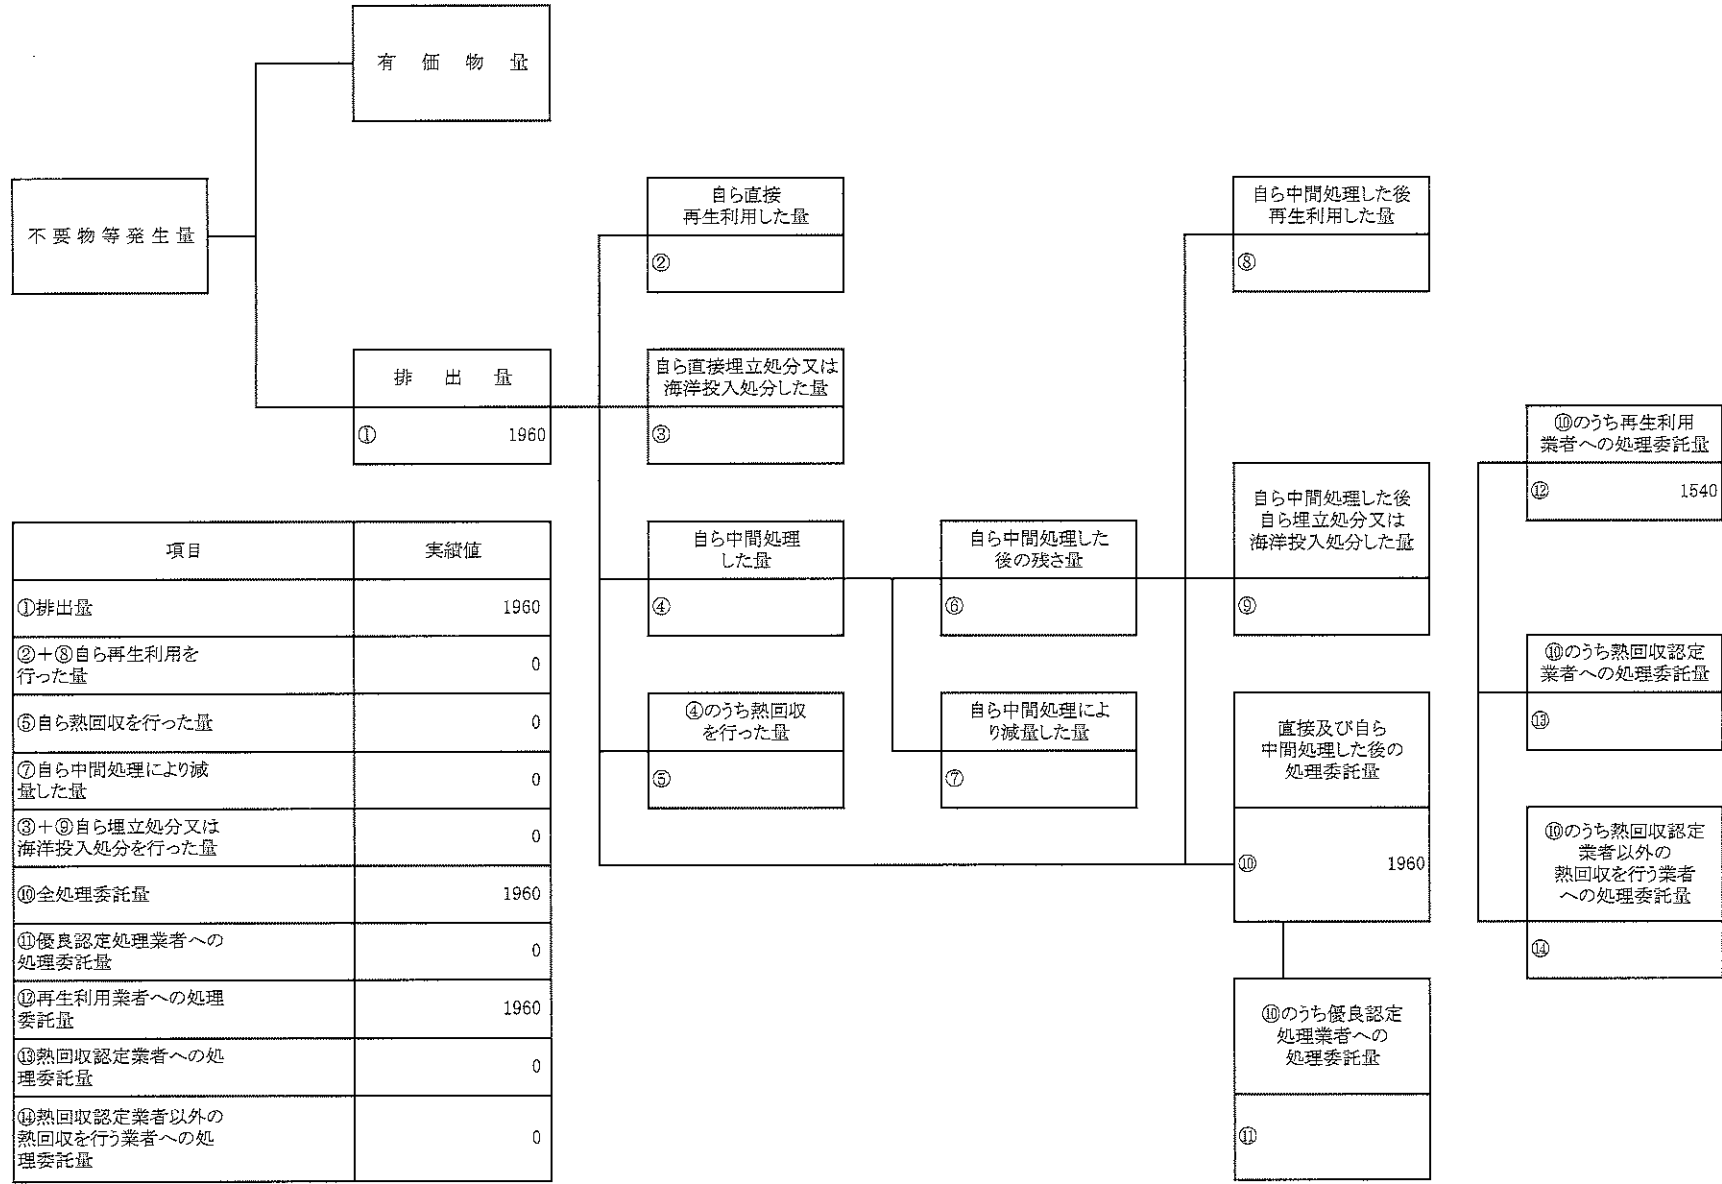 有価物量
不要物等発生量
排出量
① 1960
自ら直接
再生利用した量
②
自ら直接埋立処分又は
海洋投入処分した量
③
自ら中間処理
した量
④
④のうち熱回収
を行った量
⑤
自ら中間処理した
後の残さ量
⑥
自ら中間処理によ
り減量した量
⑦
自ら中間処理した後
再生利用した量
⑧
自ら中間処理した後
自ら埋立処分又は
海洋投入処分した量
⑨
直接及び自ら
中間処理した後の
処理委託量
⑩ 1960
⑩のうち優良認定
処理業者への
処理委託量
⑪
⑩のうち再生利用
業者への処理委託量
⑫ 1540
⑩のうち熱回収認定
業者への処理委託量
⑬
⑩のうち熱回収認定
業者以外の
熱回収を行う業者
への処理委託量
⑭
項目 実績値
①排出量 1960
②+⑧自ら再生利用を
行った量 0
⑤自ら熱回収を行った量 0
⑦自ら中間処理により減
量した量 0
③+⑨自ら埋立処分又は
海洋投入処分を行った量 0
⑩全処理委託量 1960
⑪優良認定処理業者への
処理委託量 0
⑫再生利用業者への処理
委託量 1960
⑬熱回収認定業者への処
理委託量 0
⑭熱回収認定業者以外の
熱回収を行う業者への処
理委託量 0